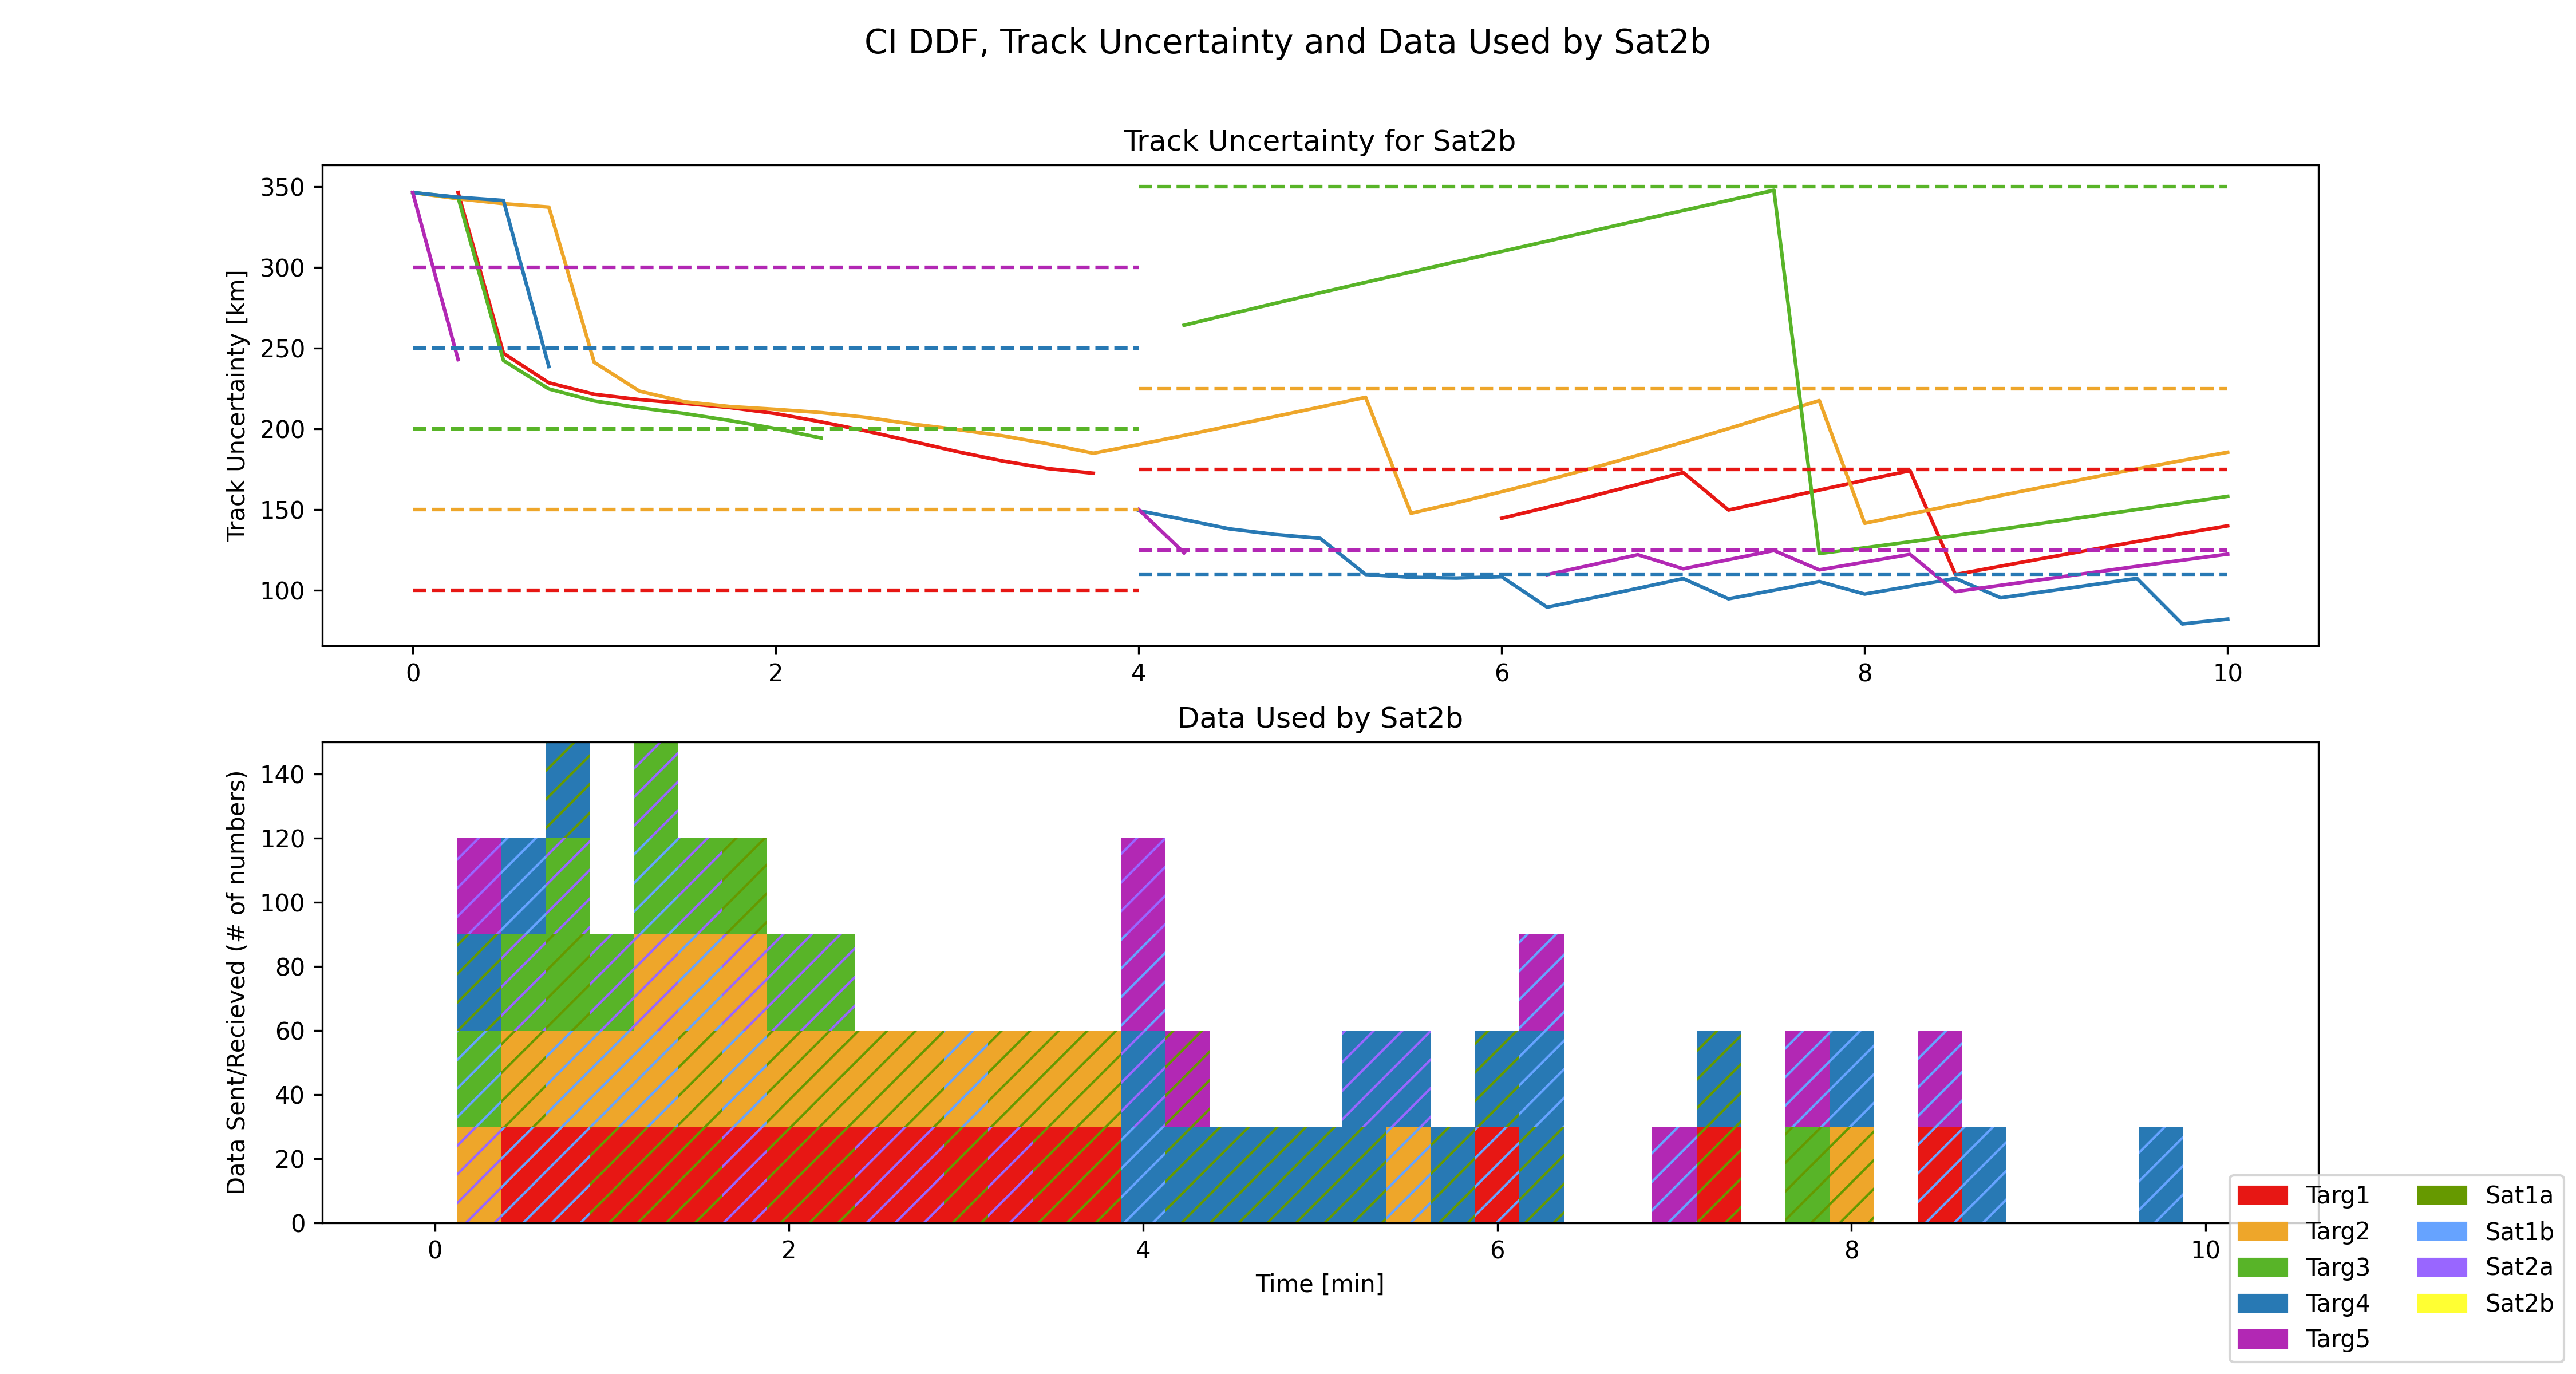 CI DDF, Track Uncertainty and Data Used by Sat2b
Track Uncertainty for Sat2b
Track Uncertainty [km]
350
300
250
200
150
100
0 2 4 6 8 10
Data Used by Sat2b
Data Sent/Recieved (# of numbers)
140
120
100
80
60
40
20
0
0 2 4 6 8 10
Time [min]
Targ1 Sat1a
Targ2 Sat1b
Targ3 Sat2a
Targ4 Sat2b
Targ5